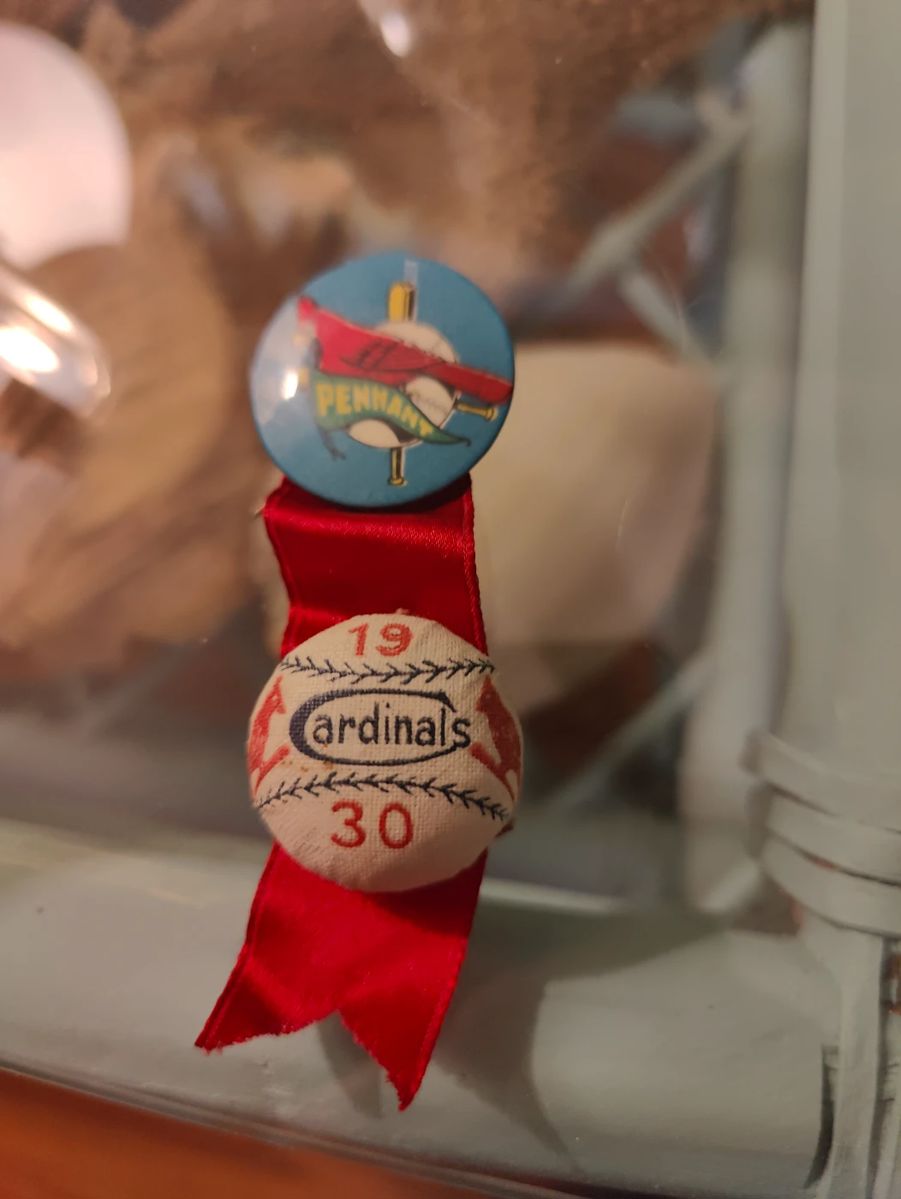 PENNANT
19
Cardinals
30